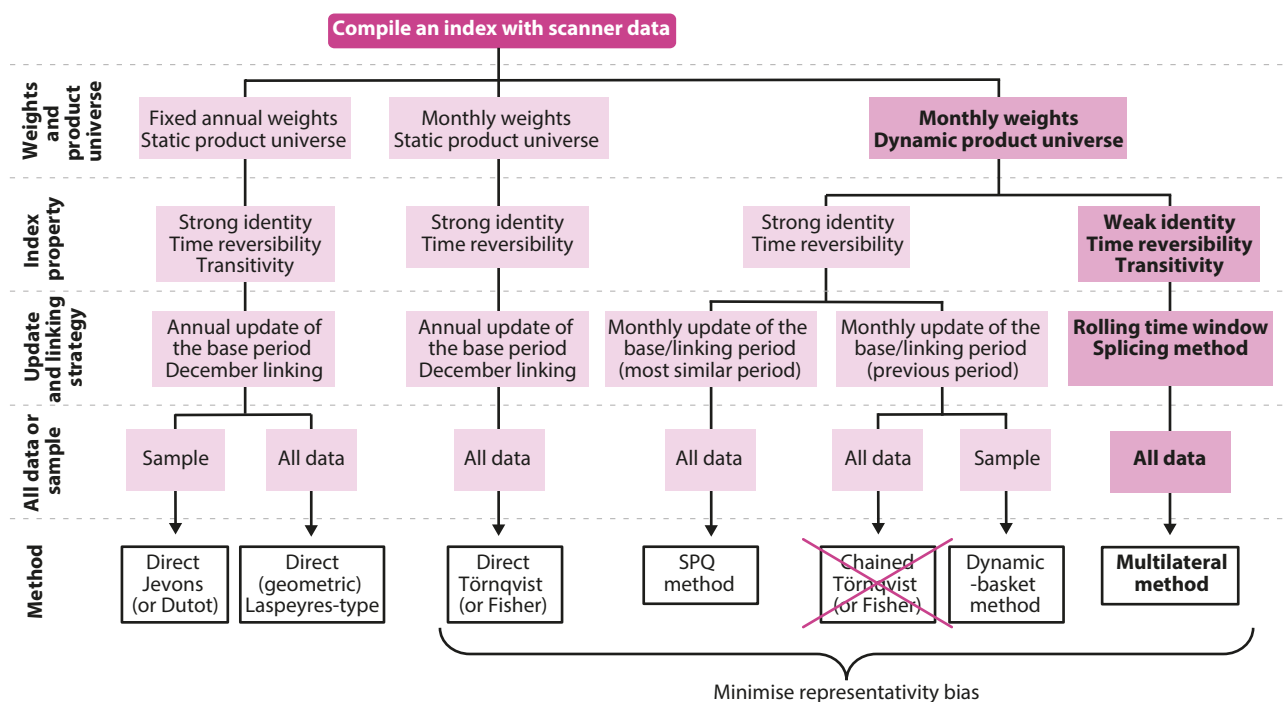 Compile an index with scanner data
Weights and
product
universe
Fixed annual weights
Static product universe
Monthly weights
Static product universe
Monthly weights
Dynamic product universe
Index
property
Strong identity
Time reversibility
Transitivity
Strong identity
Time reversibility
Strong identity
Time reversibility
Weak identity
Time reversibility
Transitivity
Update
and linking
strategy
Annual update of
the base period
December linking
Annual update of
the base period
December linking
Monthly update of the
base/linking period
(most similar period)
Monthly update of the
base/linking period
(previous period)
Rolling time window
Splicing method
All data or
sample
Sample
All data
All data
All data
All data
Sample
All data
Method
Direct
Jevons
(or Dutot)
Direct
(geometric)
Laspeyres-type
Direct
Törnqvist
(or Fisher)
SPQ
method
Chained
Törnqvist
(or Fisher)
Dynamic
-basket
method
Multilateral
method
Minimise representativity bias